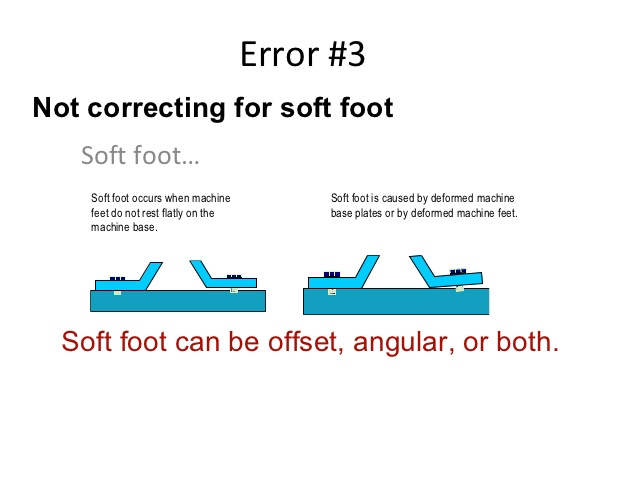 Error #3
Not correcting for soft foot
Soft foot…
Soft foot occurs when machine
feet do not rest flatly on the
machine base.
Soft foot is caused by deformed machine
base plates or by deformed machine feet.
Soft foot can be offset, angular, or both.